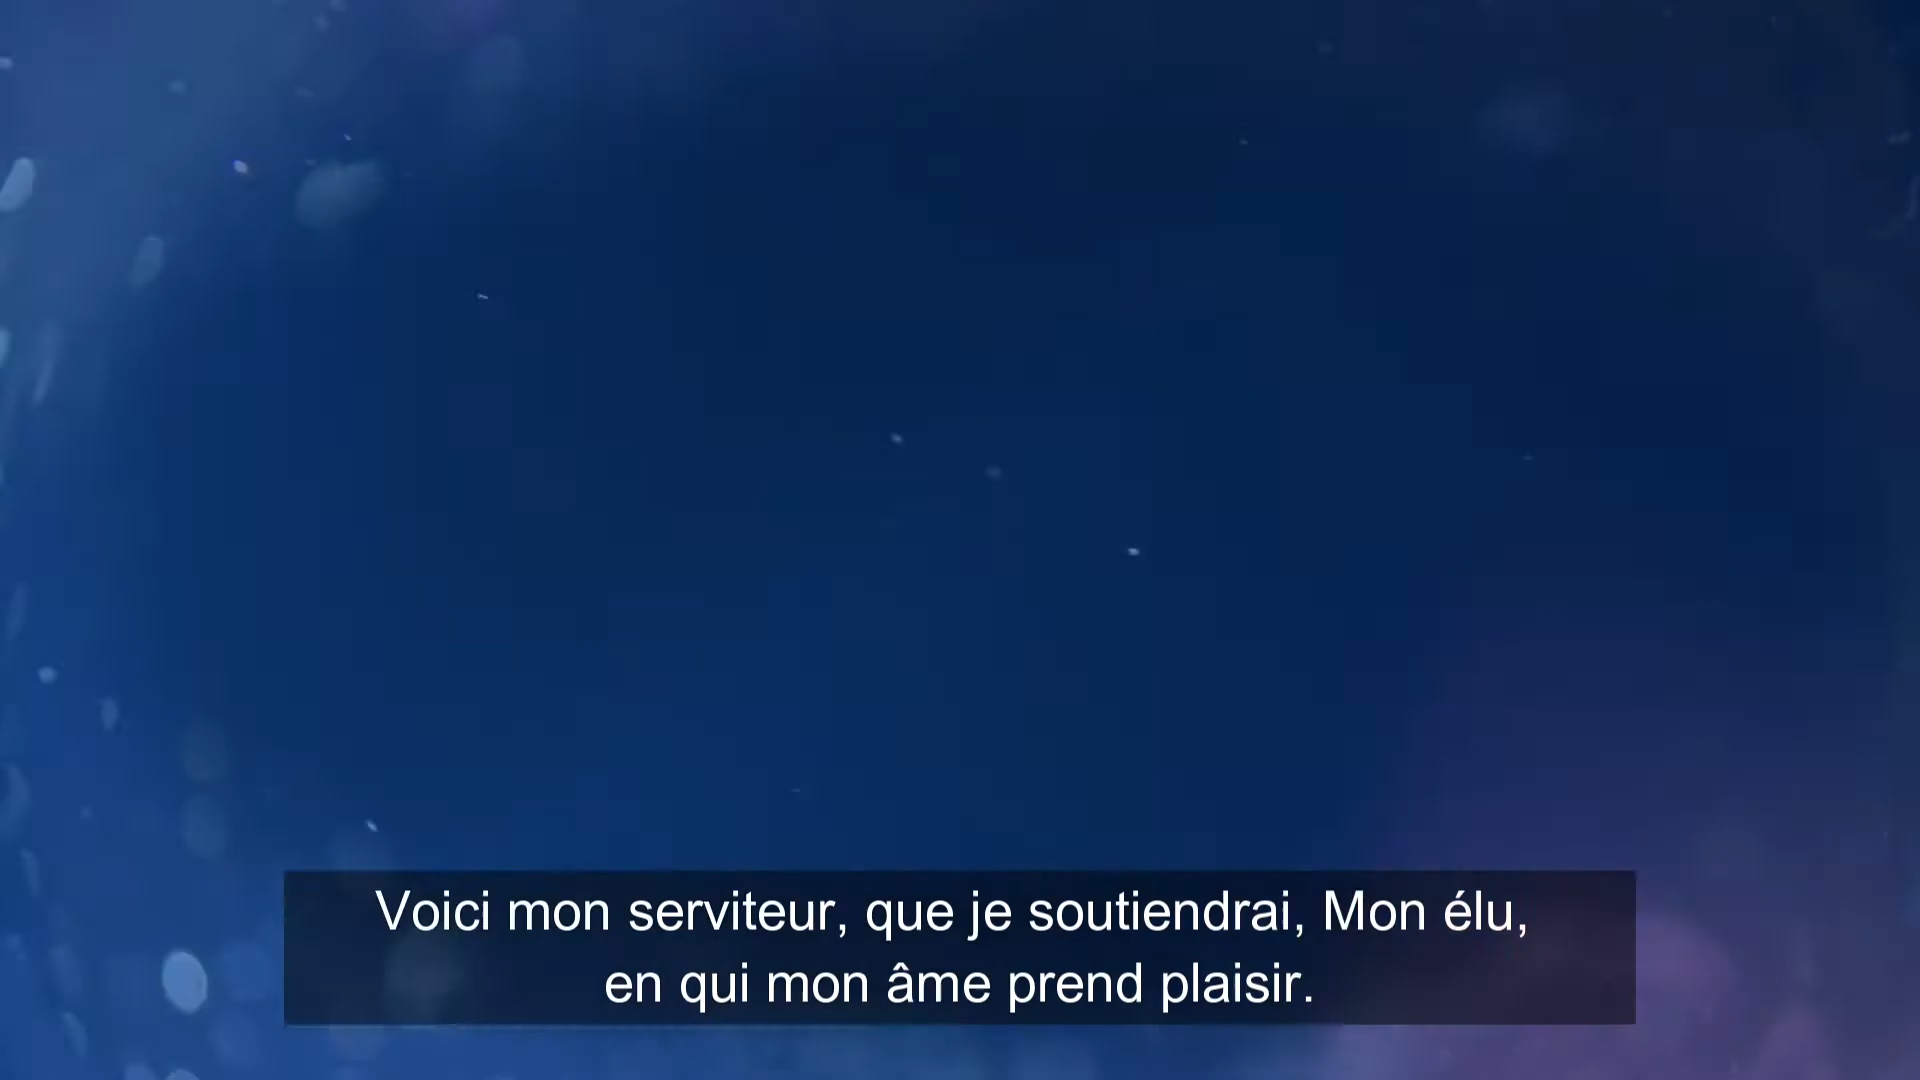 Voici mon serviteur, que je soutiendrai, Mon élu,
en qui mon âme prend plaisir.